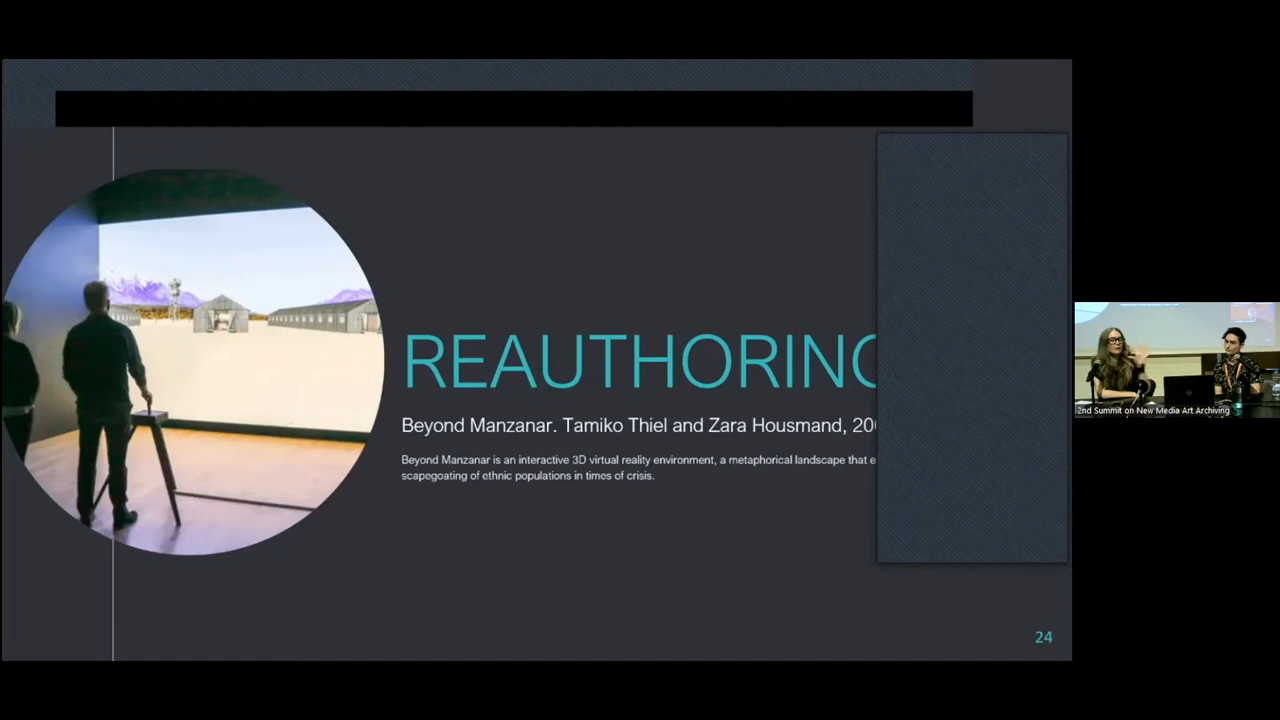 REAUTHORING
Beyond Manzanar. Tamiko Thiel and Zara Housmand, 20
Beyond Manzanar is an interactive 3D virtual reality environment, a metaphorical landscape that e
scapegoating of ethnic populations in times of crisis.
24
2nd Summit on New Media Art Archiving